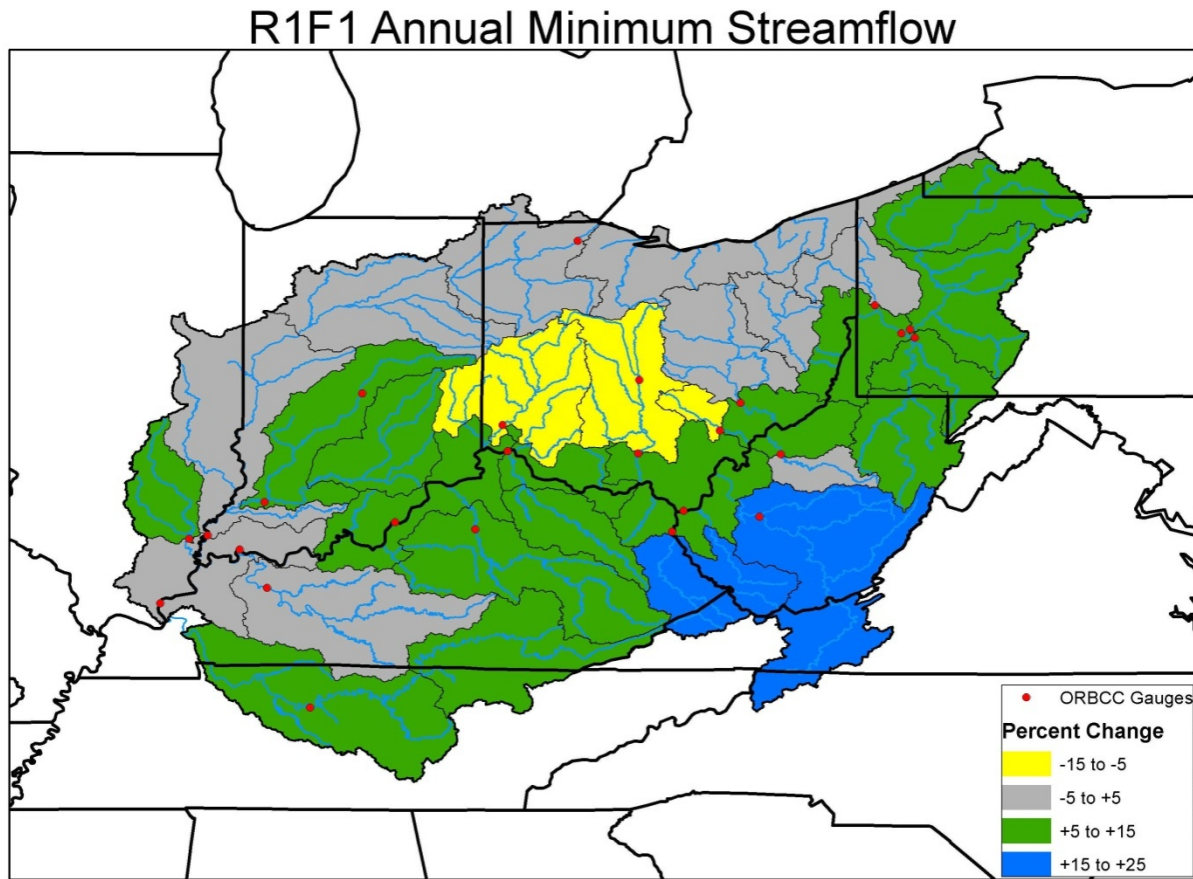 R1F1 Annual Minimum Streamflow
ORBCC Gauges
Percent Change
-15 to -5
-5 to +5
+5 to +15
+15 to +25